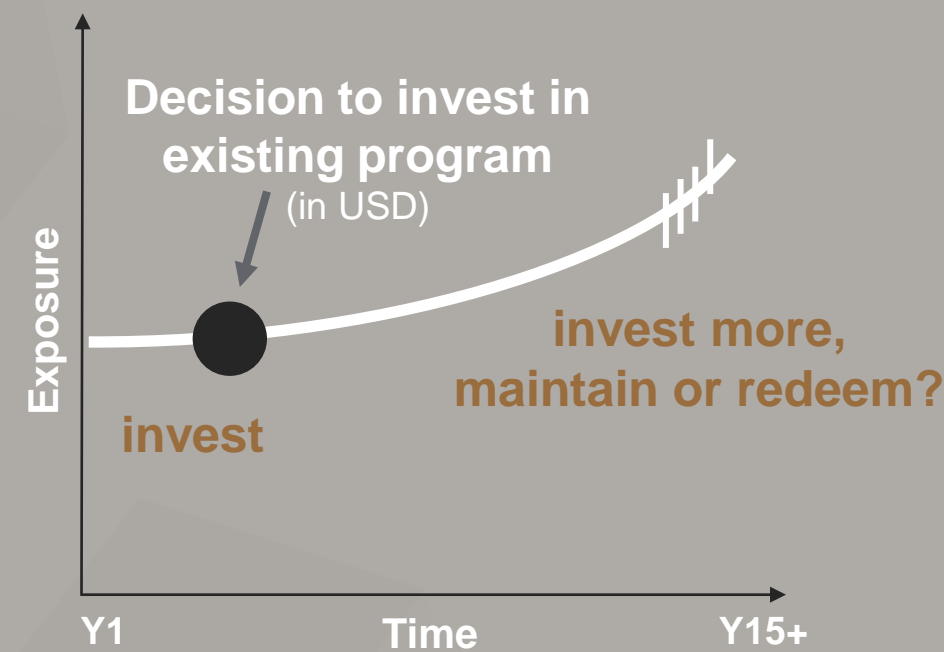 Decision to invest in
existing program
(in USD)
Exposure
invest more,
maintain or redeem?
invest
Y1
Time
Y15+